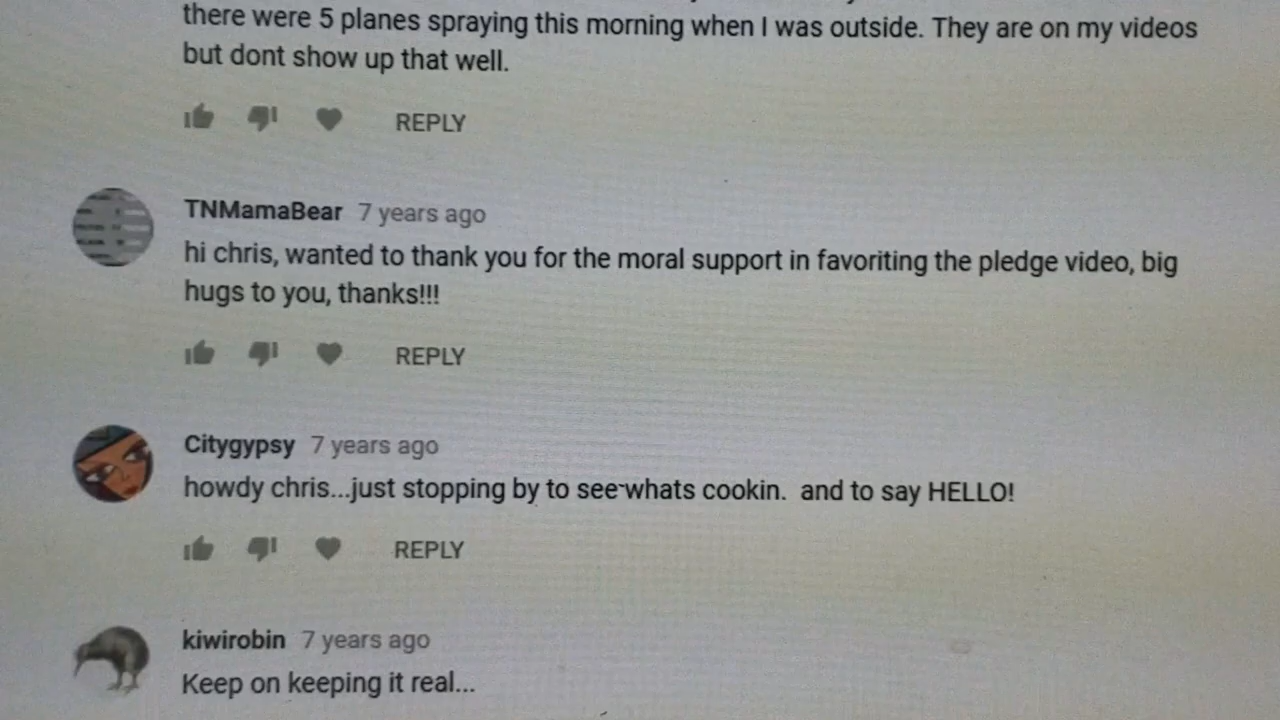 there were 5 planes spraying this morning when I was outside. They are on my videos
but dont show up that well.
REPLY
TNMamaBear 7 years ago
hi chris, wanted to thank you for the moral support in favoriting the pledge video, big
hugs to you, thanks!!!
REPLY
Citygypsy 7 years ago
howdy chris...just stopping by to see whats cookin. and to say HELLO!
REPLY
kiwirobin 7 years ago
Keep on keeping it real...